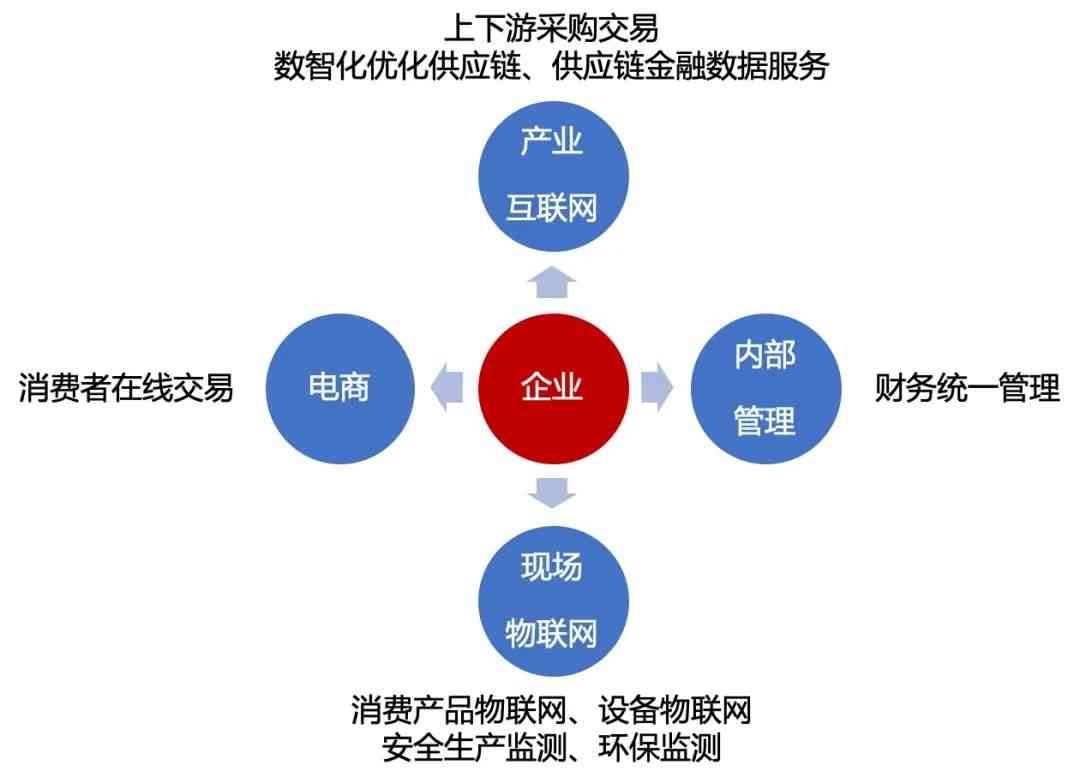 上下游采购交易
数智化优化供应链、供应链金融数据服务
产业
互联网
消费者在线交易
电商
企业
内部
管理
财务统一管理
现场
物联网
消费产品物联网、设备物联网
安全生产监测、环保监测